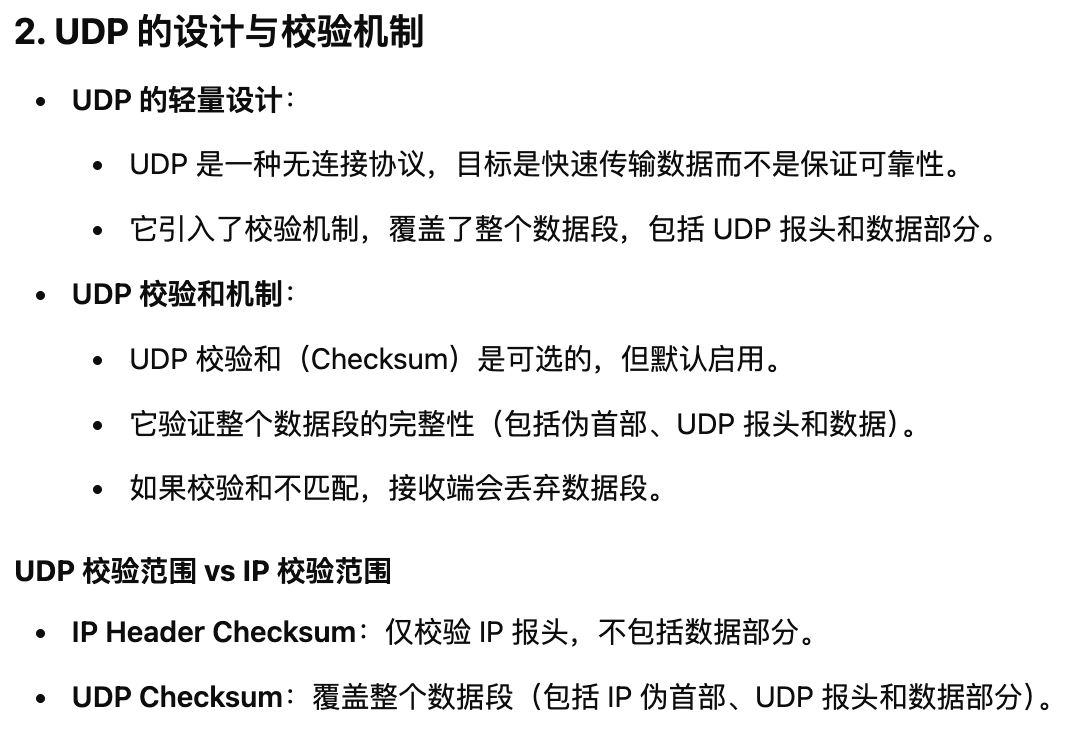 2. UDP 的设计与校验机制
• UDP 的轻量设计：
• UDP 是一种无连接协议，目标是快速传输数据而不是保证可靠性。
• 它引入了校验机制，覆盖了整个数据段，包括 UDP 报头和数据部分。
• UDP 校验和机制：
• UDP 校验和（Checksum）是可选的，但默认启用。
• 它验证整个数据段的完整性（包括伪首部、UDP 报头和数据）。
• 如果校验和不匹配，接收端会丢弃数据段。
UDP 校验范围 vs IP 校验范围
• IP Header Checksum：仅校验 IP 报头，不包括数据部分。
• UDP Checksum：覆盖整个数据段（包括 IP 伪首部、UDP 报头和数据部分）。